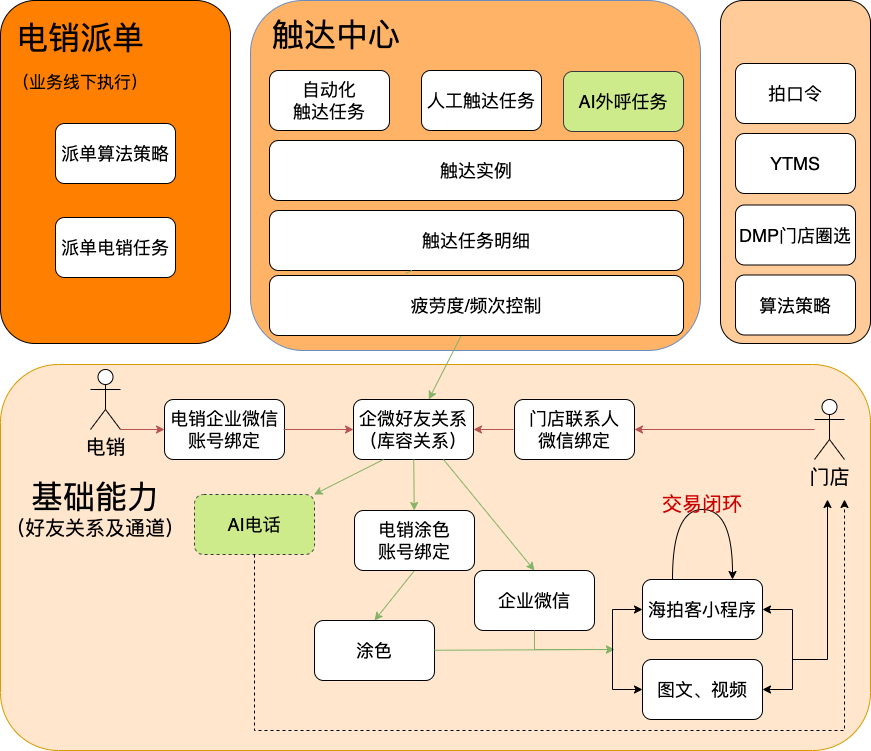 电销派单
（业务线下执行）
派单算法策略
派单电销任务
触达中心
自动化
触达任务
人工触达任务
AI外呼任务
触达实例
触达任务明细
疲劳度/频次控制
拍口令
YTMS
DMP门店圈选
算法策略
电销
电销企业微信
账号绑定
企微好友关系
（库容关系）
门店联系人
微信绑定
门店
基础能力
（好友关系及通道）
AI电话
电销涂色
账号绑定
企业微信
涂色
交易闭环
海拍客小程序
图文、视频